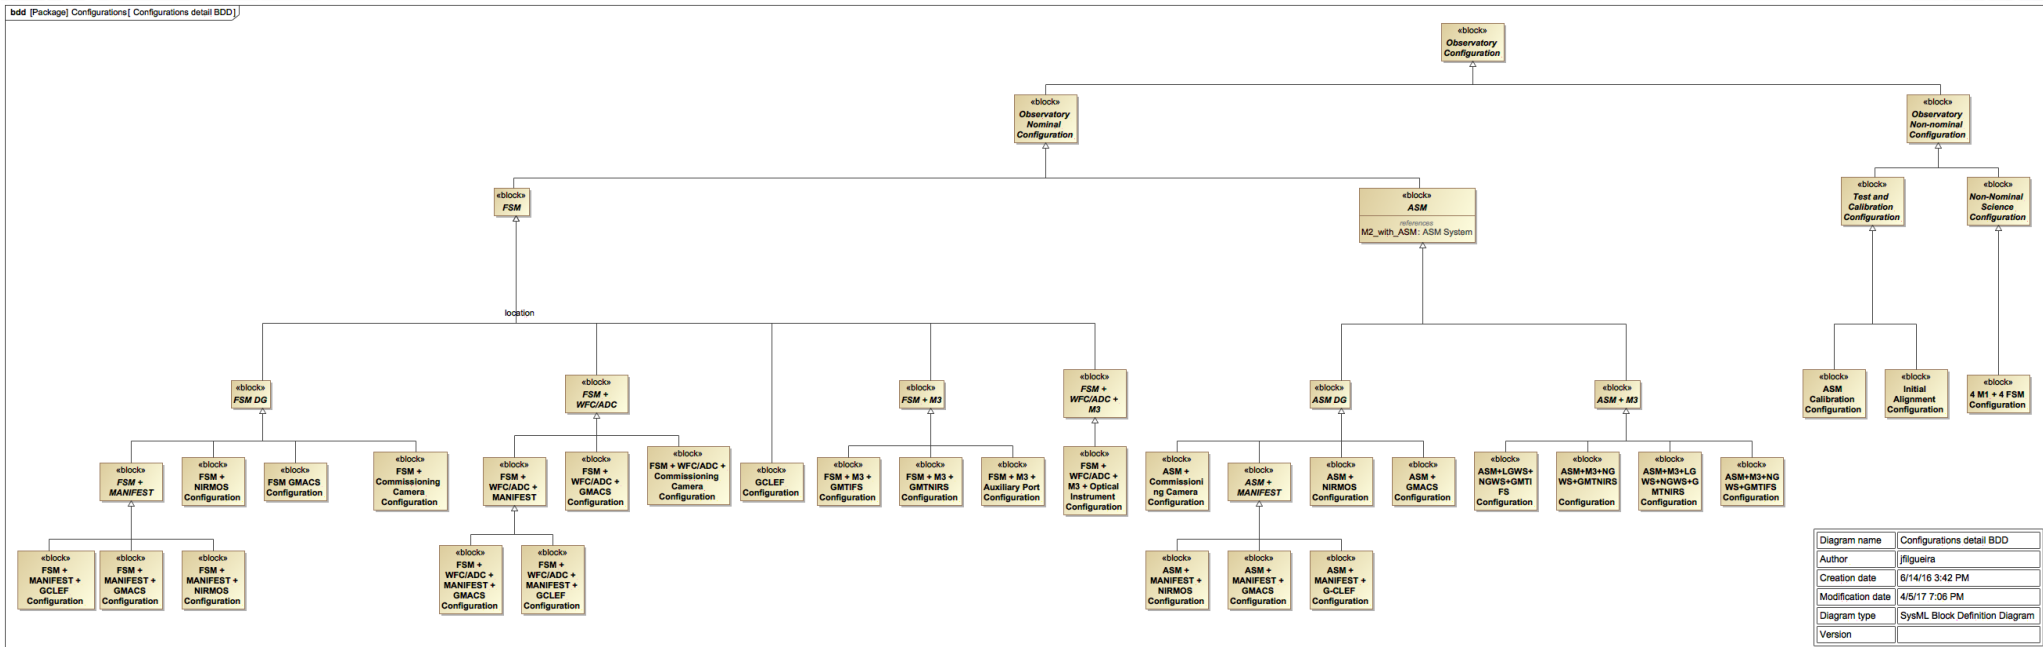 bdd [Package] Configurations[ Configurations detail BDD]
«block»
Observatory
Configuration
«block»
Observatory
Nominal
Configuration
«block»
Observatory
Non-nominal
Configuration
«block»
FSM
«block»
ASM
references
M2_with_ASM : ASM System
«block»
Test and
Calibration
Configuration
«block»
Non-Nominal
Science
Configuration
location
«block»
FSM DG
«block»
FSM +
WFC/ADC
«block»
FSM + M3
«block»
FSM +
WFC/ADC +
M3
«block»
ASM DG
«block»
ASM + M3
«block»
ASM
Calibration
Configuration
«block»
Initial
Alignment
Configuration
«block»
4 M1 + 4 FSM
Configuration
«block»
FSM +
MANIFEST
«block»
FSM +
NIRMOS
Configuration
«block»
FSM GMACS
Configuration
«block»
FSM +
Commissioning
Camera
Configuration
«block»
FSM +
WFC/ADC +
MANIFEST
«block»
FSM +
WFC/ADC +
GMACS
Configuration
«block»
FSM + WFC/ADC +
Commissioning
Camera
Configuration
«block»
GCLEF
Configuration
«block»
FSM + M3 +
GMTIFS
Configuration
«block»
FSM + M3 +
GMTNIRS
Configuration
«block»
FSM + M3 +
Auxiliary Port
Configuration
«block»
FSM +
WFC/ADC +
M3 + Optical
Instrument
Configuration
«block»
ASM +
Commissioni
ng Camera
Configuration
«block»
ASM +
MANIFEST
«block»
ASM +
NIRMOS
Configuration
«block»
ASM +
GMACS
Configuration
«block»
ASM+LGWS+
NGWS+GMTI
FS
Configuration
«block»
ASM+M3+NG
WS+GMTNIRS
Configuration
«block»
ASM+M3+LG
WS+NGWS+G
MTNIRS
Configuration
«block»
ASM+M3+NG
WS+GMTIFS
Configuration
«block»
FSM +
MANIFEST +
GCLEF
Configuration
«block»
FSM +
MANIFEST +
GMACS
Configuration
«block»
FSM +
MANIFEST +
NIRMOS
Configuration
«block»
FSM +
WFC/ADC +
MANIFEST +
GMACS
Configuration
«block»
FSM +
WFC/ADC +
MANIFEST +
GCLEF
Configuration
«block»
ASM +
MANIFEST +
NIRMOS
Configuration
«block»
ASM +
MANIFEST +
GMACS
Configuration
«block»
ASM +
MANIFEST +
G-CLEF
Configuration
Diagram name Configurations detail BDD
Author jfilgueira
Creation date 6/14/16 3:42 PM
Modification date 4/5/17 7:06 PM
Diagram type SysML Block Definition Diagram
Version